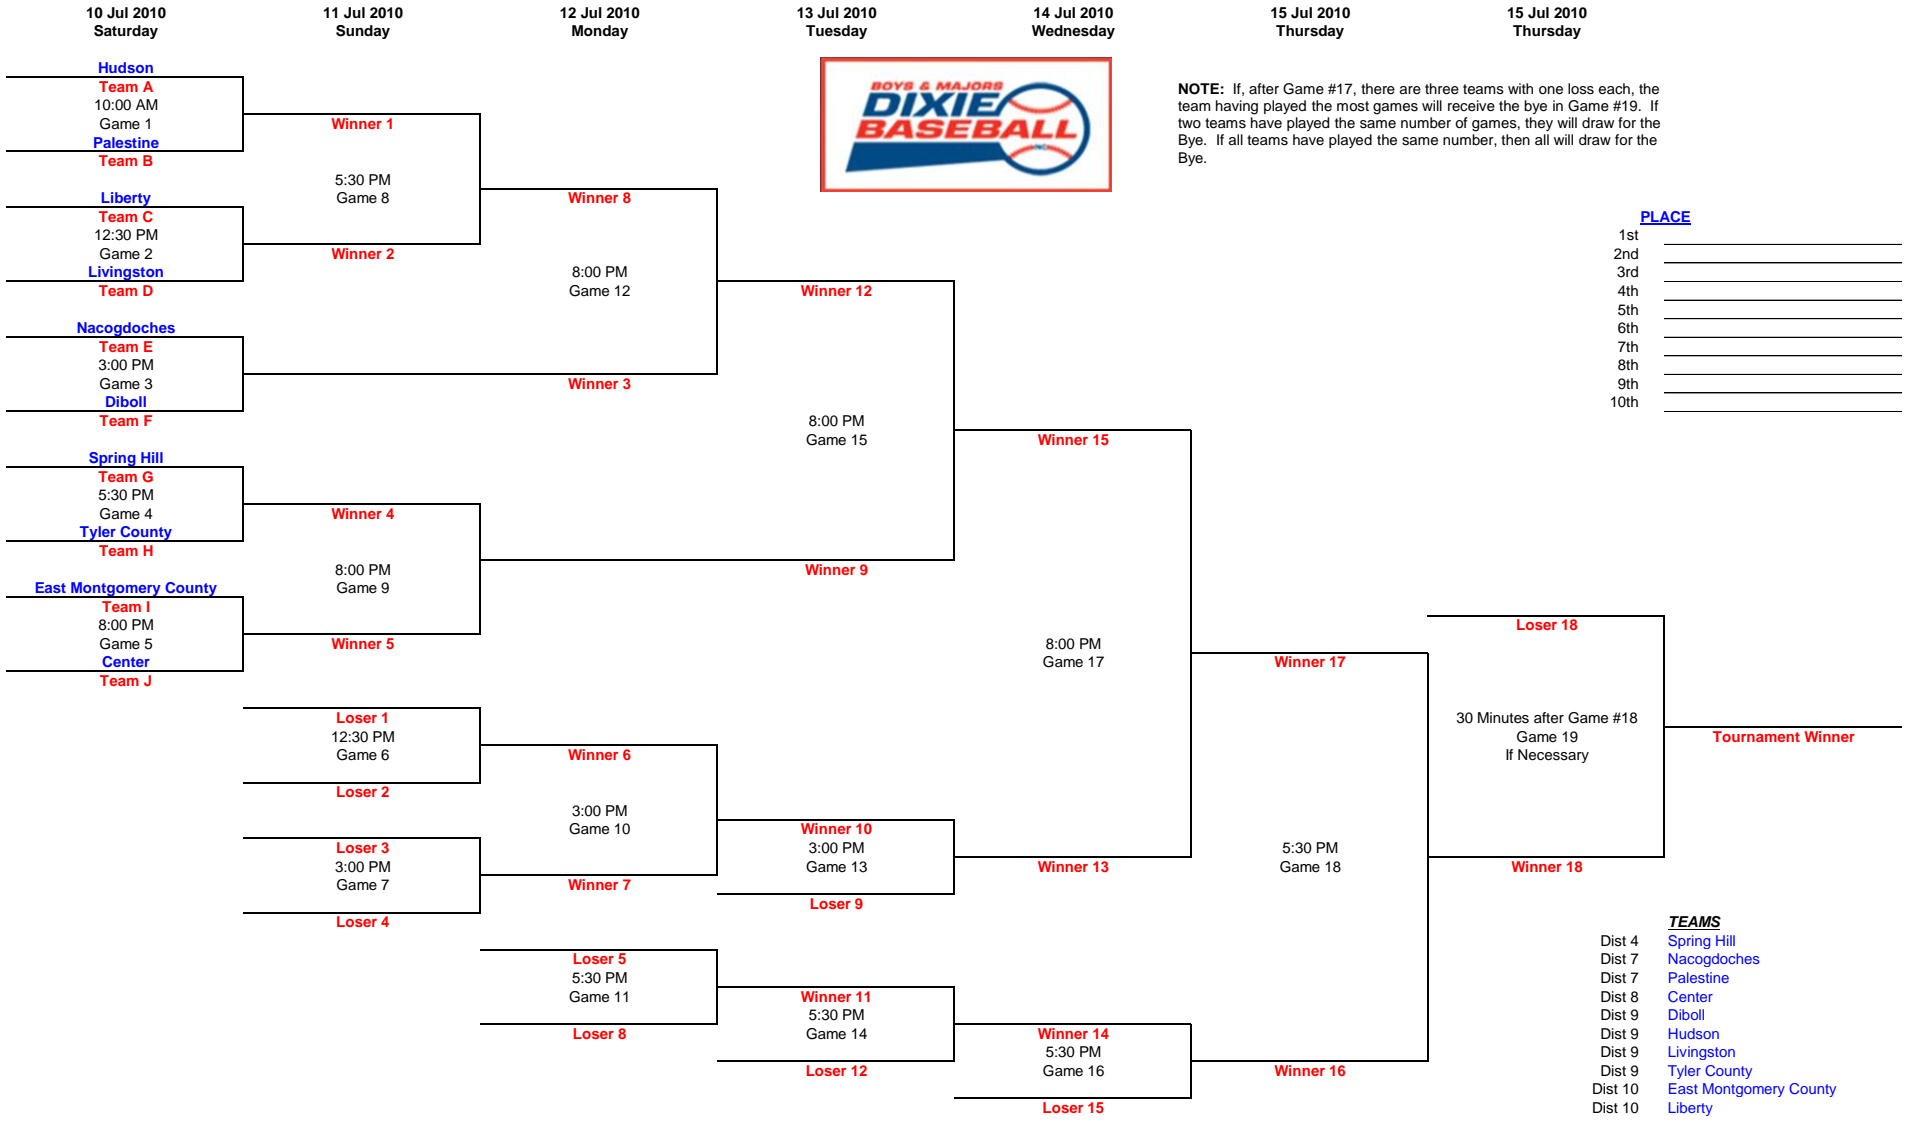 10 Jul 2010
Saturday
11 Jul 2010
Sunday
12 Jul 2010
Monday
13 Jul 2010
Tuesday
14 Jul 2010
Wednesday
15 Jul 2010
Thursday
15 Jul 2010
Thursday
Hudson
Team A
10:00 AM
Game 1
Palestine
Team B
Liberty
Team C
12:30 PM
Game 2
Livingston
Team D
Nacogdoches
Team E
3:00 PM
Game 3
Diboll
Team F
Spring Hill
Team G
5:30 PM
Game 4
Tyler County
Team H
East Montgomery County
Team I
8:00 PM
Game 5
Center
Team J
Winner 1
5:30 PM
Game 8
Winner 2
Winner 4
8:00 PM
Game 9
Winner 5
Loser 1
12:30 PM
Game 6
Loser 2
Loser 3
3:00 PM
Game 7
Loser 4
Winner 8
8:00 PM
Game 12
Winner 3
Winner 6
3:00 PM
Game 10
Winner 7
Loser 5
5:30 PM
Game 11
Loser 8
BOYS & MAJORS
DIXIE
BASEBALL
INC
Winner 12
8:00 PM
Game 15
Winner 9
Winner 10
3:00 PM
Game 13
Loser 9
Winner 11
5:30 PM
Game 14
Loser 12
Winner 15
8:00 PM
Game 17
Winner 13
Winner 14
5:30 PM
Game 16
Loser 15
NOTE: If, after Game #17, there are three teams with one loss each, the
team having played the most games will receive the bye in Game #19. If
two teams have played the same number of games, they will draw for the
Bye. If all teams have played the same number, then all will draw for the
Bye.
Winner 17
5:30 PM
Game 18
Winner 16
Loser 18
30 Minutes after Game #18
Game 19
If Necessary
Winner 18
Tournament Winner
PLACE
1st
2nd
3rd
4th
5th
6th
7th
8th
9th
10th
TEAMS
Dist 4 Spring Hill
Dist 7 Nacogdoches
Dist 7 Palestine
Dist 8 Center
Dist 9 Diboll
Dist 9 Hudson
Dist 9 Livingston
Dist 9 Tyler County
Dist 10 East Montgomery County
Dist 10 Liberty